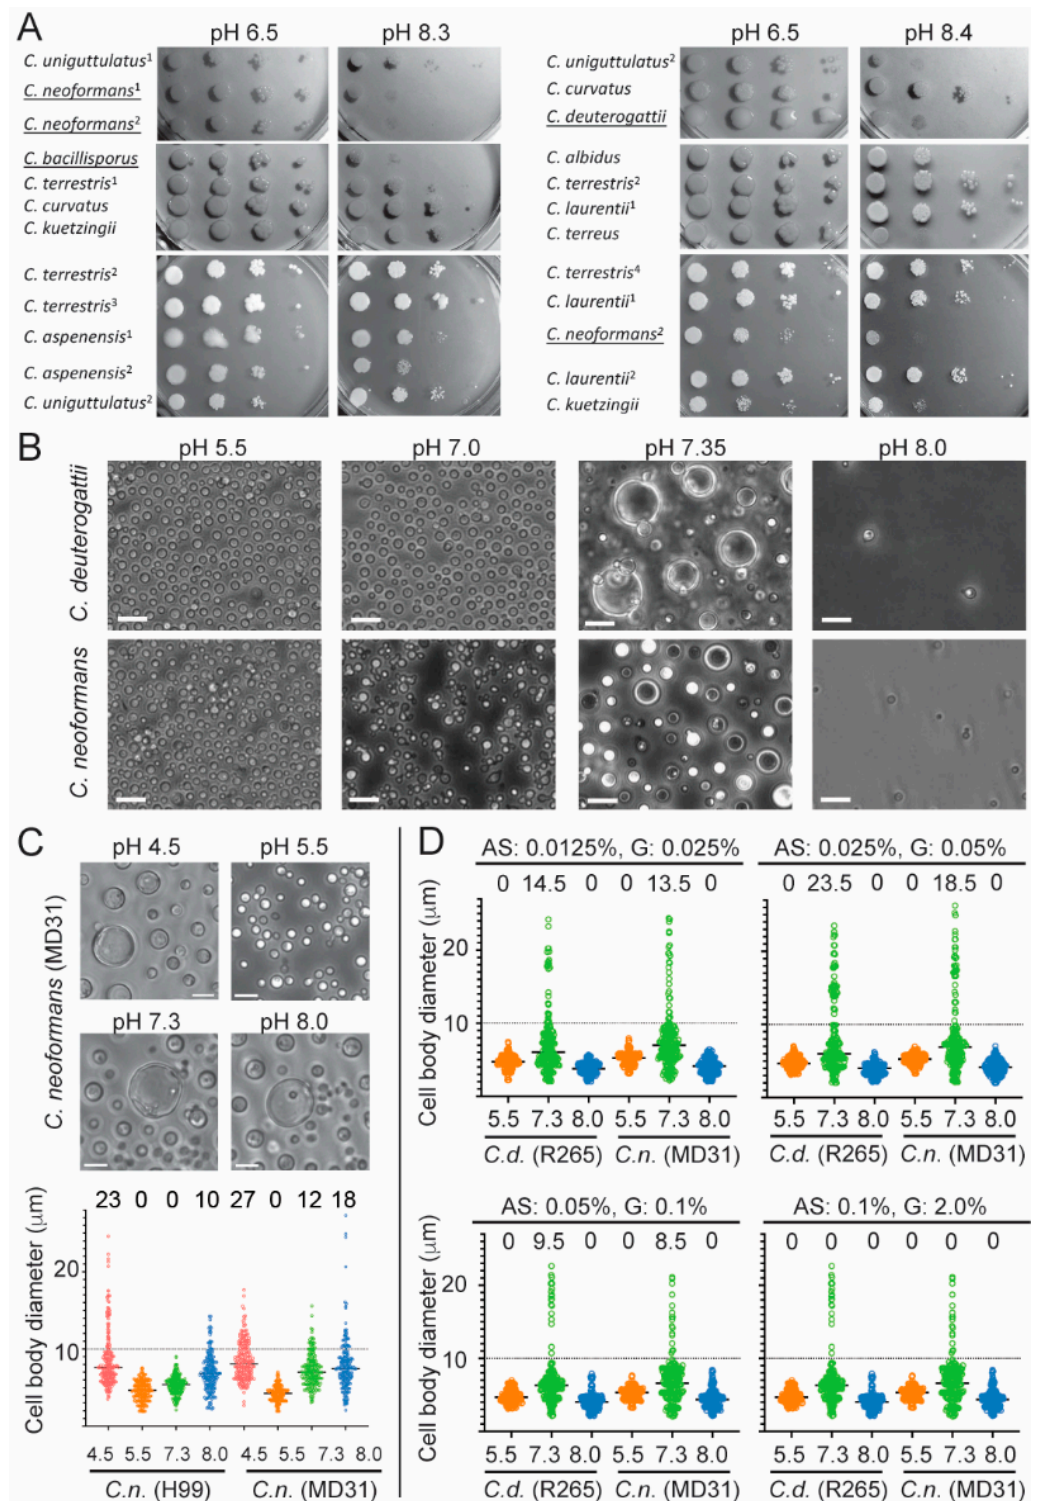 A
pH 6.5 pH 8.3 pH 6.5 pH 8.4
C. uniguttulatus¹
C. neoformans¹
C. neoformans²
C. bacillisporus
C. terrestris¹
C. curvatus
C. kuetzingii
C. terrestris²
C. terrestris³
C. aspenensis¹
C. aspenensis²
C. uniguttulatus²
C. uniguttulatus²
C. curvatus
C. deuterogattii
C. albidus
C. terrestris²
C. laurentii¹
C. terreus
C. terrestris⁴
C. laurentii¹
C. neoformans²
C. laurentii²
C. kuetzingii
B
pH 5.5 pH 7.0 pH 7.35 pH 8.0
C. deuterogattii
C. neoformans
C
pH 4.5 pH 5.5
C. neoformans (MD31)
pH 7.3 pH 8.0
23 0 0 10 27 0 12 18
Cell body diameter (μm)
20
10
4.5 5.5 7.3 8.0 4.5 5.5 7.3 8.0
C.n. (H99) C.n. (MD31)
D
AS: 0.0125%, G: 0.025% AS: 0.025%, G: 0.05%
0 14.5 0 0 13.5 0 0 23.5 0 0 18.5 0
Cell body diameter (μm)
20 20
10 10
5.5 7.3 8.0 5.5 7.3 8.0 5.5 7.3 8.0 5.5 7.3 8.0
C.d. (R265) C.n. (MD31) C.d. (R265) C.n. (MD31)
AS: 0.05%, G: 0.1% AS: 0.1%, G: 2.0%
0 9.5 0 0 8.5 0 0 0 0 0 0 0
Cell body diameter (μm)
20 20
10 10
5.5 7.3 8.0 5.5 7.3 8.0 5.5 7.3 8.0 5.5 7.3 8.0
C.d. (R265) C.n. (MD31) C.d. (R265) C.n. (MD31)